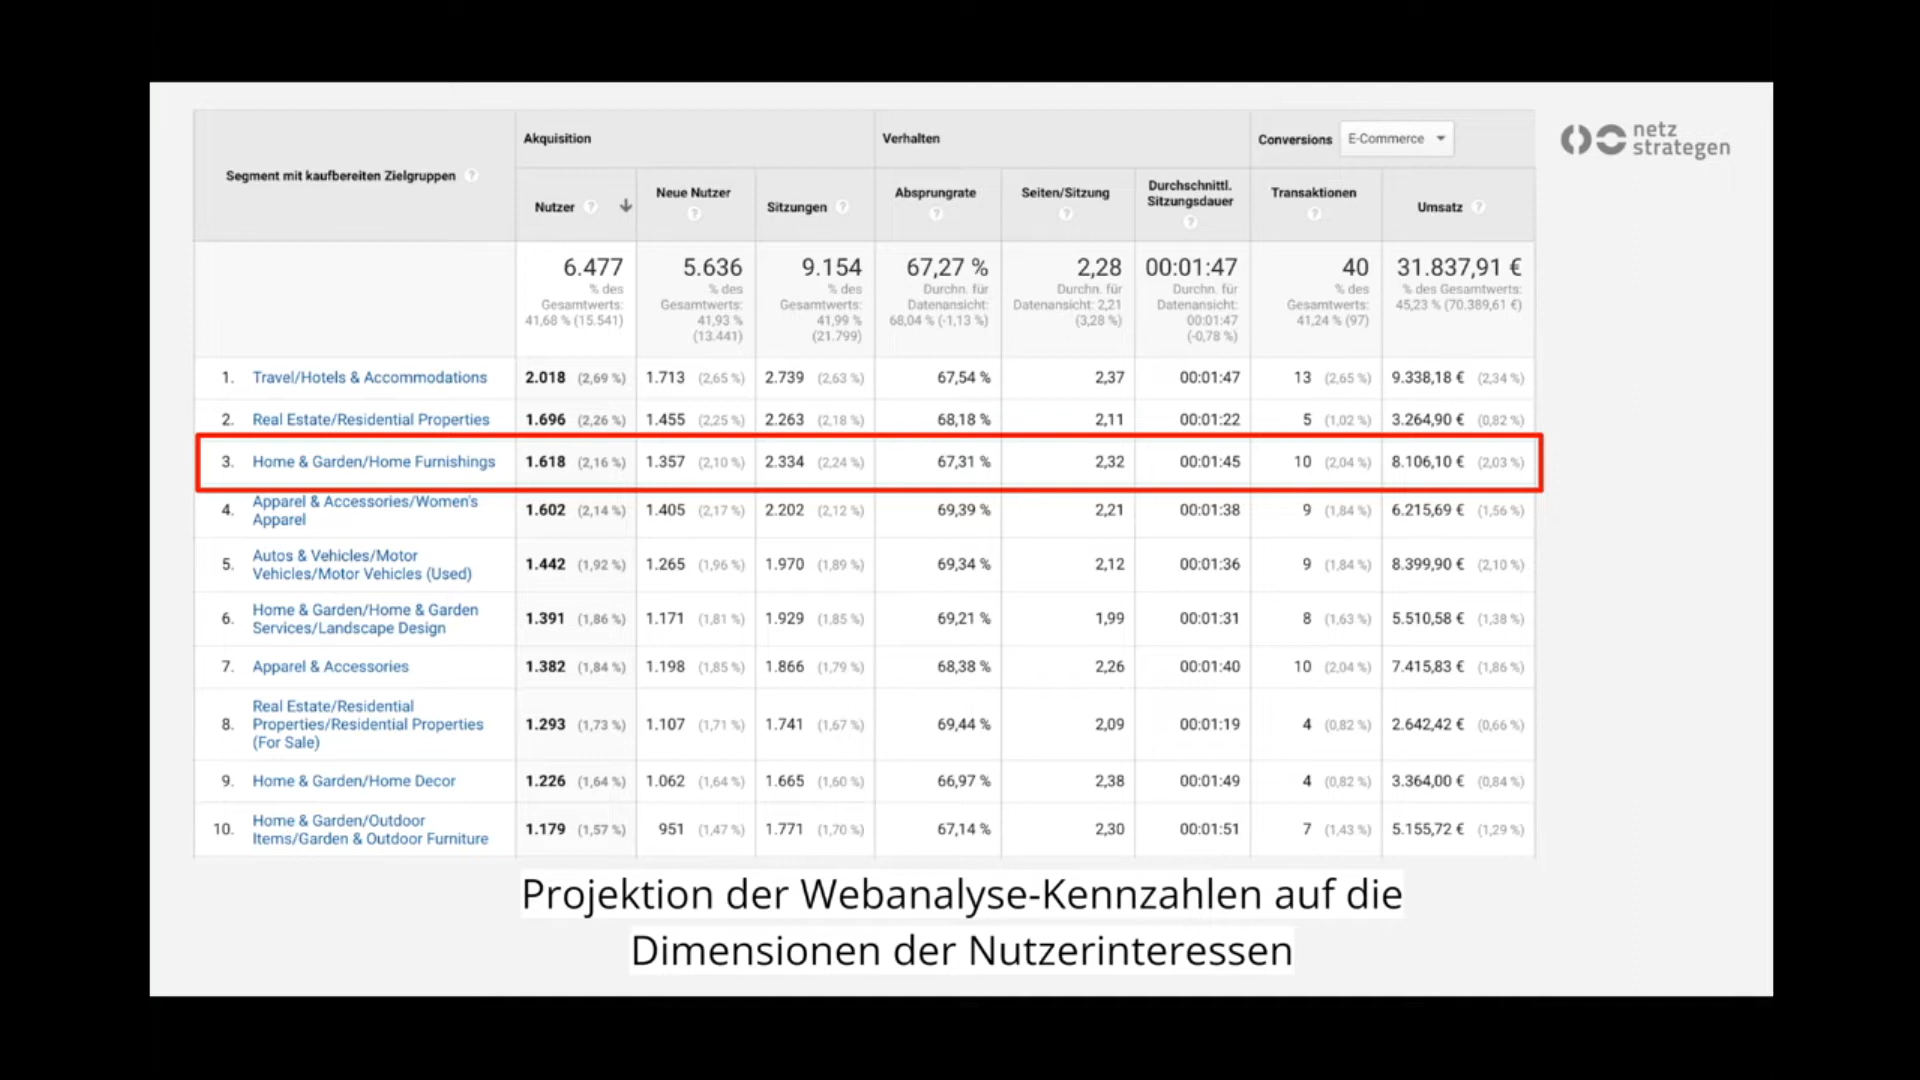 netz
strategen
Segment mit kaufbereiten Zielgruppen ?
Akquisition
Verhalten
Conversions E-Commerce
Nutzer ?
Neue Nutzer ?
Sitzungen ?
Absprungrate ?
Seiten/Sitzung ?
Durchschnittl. Sitzungsdauer ?
Transaktionen ?
Umsatz ?
6.477
% des
Gesamtwerts:
41,68 % (15.541)
5.636
% des
Gesamtwerts:
41,93 %
(13.441)
9.154
% des
Gesamtwerts:
41,99 %
(21.799)
67,27 %
Durchn. für
Datenansicht:
68,04 % (-1,13 %)
2,28
Durchn. für
Datenansicht: 2,21
(3,28 %)
00:01:47
Durchn. für
Datenansicht:
00:01:47
(-0,78 %)
40
% des
Gesamtwerts:
41,24 % (97)
31.837,91 €
% des Gesamtwerts:
45,23 % (70.389,61 €)
1. Travel/Hotels & Accommodations 2.018 (2,69 %) 1.713 (2,65 %) 2.739 (2,63 %) 67,54 % 2,37 00:01:47 13 (2,65 %) 9.338,18 € (2,34 %)
2. Real Estate/Residential Properties 1.696 (2,26 %) 1.455 (2,25 %) 2.263 (2,18 %) 68,18 % 2,11 00:01:22 5 (1,02 %) 3.264,90 € (0,82 %)
3. Home & Garden/Home Furnishings 1.618 (2,16 %) 1.357 (2,10 %) 2.334 (2,24 %) 67,31 % 2,32 00:01:45 10 (2,04 %) 8.106,10 € (2,03 %)
4. Apparel & Accessories/Women's
Apparel 1.602 (2,14 %) 1.405 (2,17 %) 2.202 (2,12 %) 69,39 % 2,21 00:01:38 9 (1,84 %) 6.215,69 € (1,56 %)
5. Autos & Vehicles/Motor
Vehicles/Motor Vehicles (Used) 1.442 (1,92 %) 1.265 (1,96 %) 1.970 (1,89 %) 69,34 % 2,12 00:01:36 9 (1,84 %) 8.399,90 € (2,10 %)
6. Home & Garden/Home & Garden
Services/Landscape Design 1.391 (1,86 %) 1.171 (1,81 %) 1.929 (1,85 %) 69,21 % 1,99 00:01:31 8 (1,63 %) 5.510,58 € (1,38 %)
7. Apparel & Accessories 1.382 (1,84 %) 1.198 (1,85 %) 1.866 (1,79 %) 68,38 % 2,26 00:01:40 10 (2,04 %) 7.415,83 € (1,86 %)
8. Real Estate/Residential
Properties/Residential Properties
(For Sale) 1.293 (1,73 %) 1.107 (1,71 %) 1.741 (1,67 %) 69,44 % 2,09 00:01:19 4 (0,82 %) 2.642,42 € (0,66 %)
9. Home & Garden/Home Decor 1.226 (1,64 %) 1.062 (1,64 %) 1.665 (1,60 %) 66,97 % 2,38 00:01:49 4 (0,82 %) 3.364,00 € (0,84 %)
10. Home & Garden/Outdoor
Items/Garden & Outdoor Furniture 1.179 (1,57 %) 951 (1,47 %) 1.771 (1,70 %) 67,14 % 2,30 00:01:51 7 (1,43 %) 5.155,72 € (1,29 %)
Projektion der Webanalyse-Kennzahlen auf die
Dimensionen der Nutzerinteressen